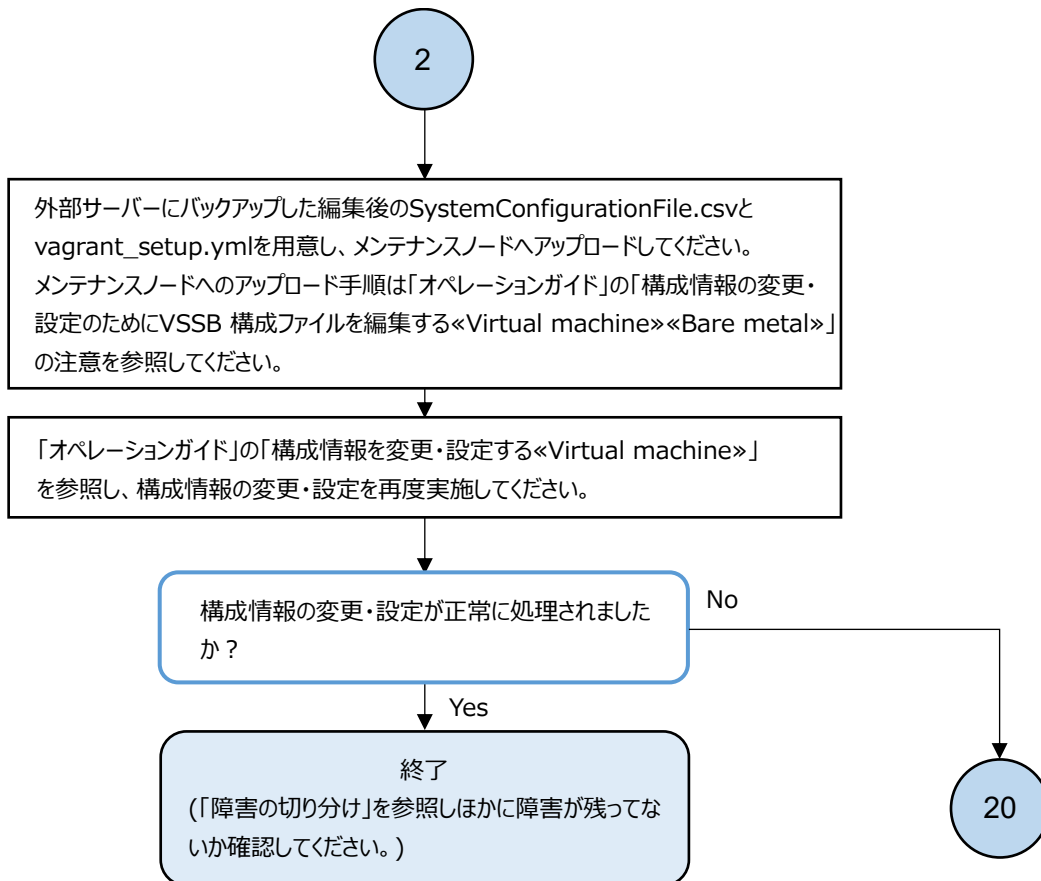 2
外部サーバーにバックアップした編集後のSystemConfigurationFile.csvと
vagrant_setup.ymlを用意し、メンテナンスノードへアップロードしてください。
メンテナンスノードへのアップロード手順は「オペレーションガイド」の「構成情報の変更・
設定のためにVSSB 構成ファイルを編集する«Virtual machine»«Bare metal»」
の注意を参照してください。
「オペレーションガイド」の「構成情報を変更・設定する«Virtual machine»」
を参照し、構成情報の変更・設定を再度実施してください。
構成情報の変更・設定が正常に処理されました
か？
No
Yes
終了
(「障害の切り分け」を参照しほかに障害が残ってな
いか確認してください。)
20